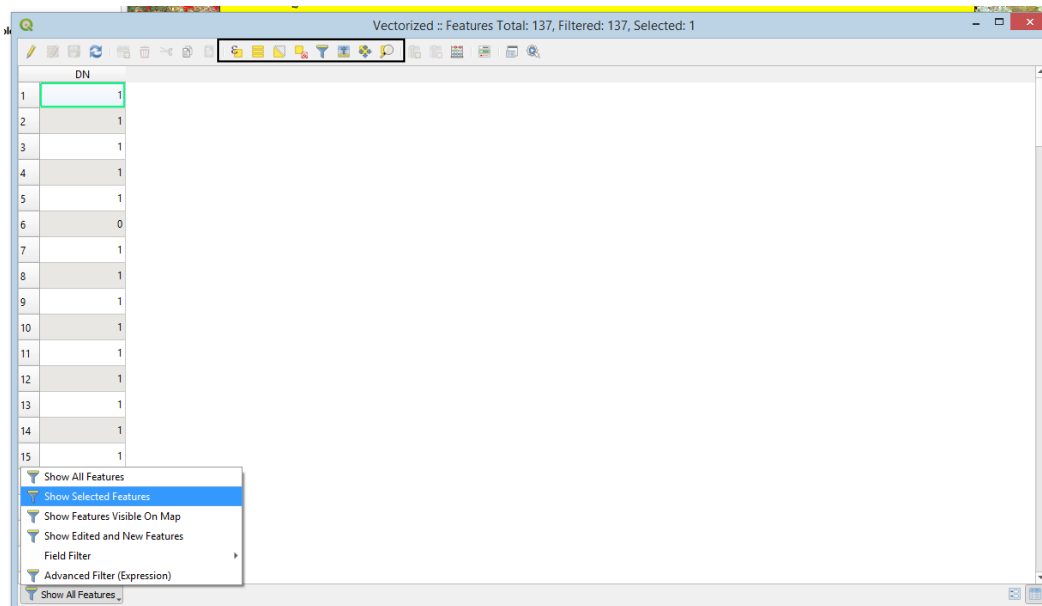 Vectorized :: Features Total: 137, Filtered: 137, Selected: 1
DN
1 1
2 1
3 1
4 1
5 1
6 0
7 1
8 1
9 1
10 1
11 1
12 1
13 1
14 1
15 1
Show All Features
Show Selected Features
Show Features Visible On Map
Show Edited and New Features
Field Filter
Advanced Filter (Expression)
Show All Features